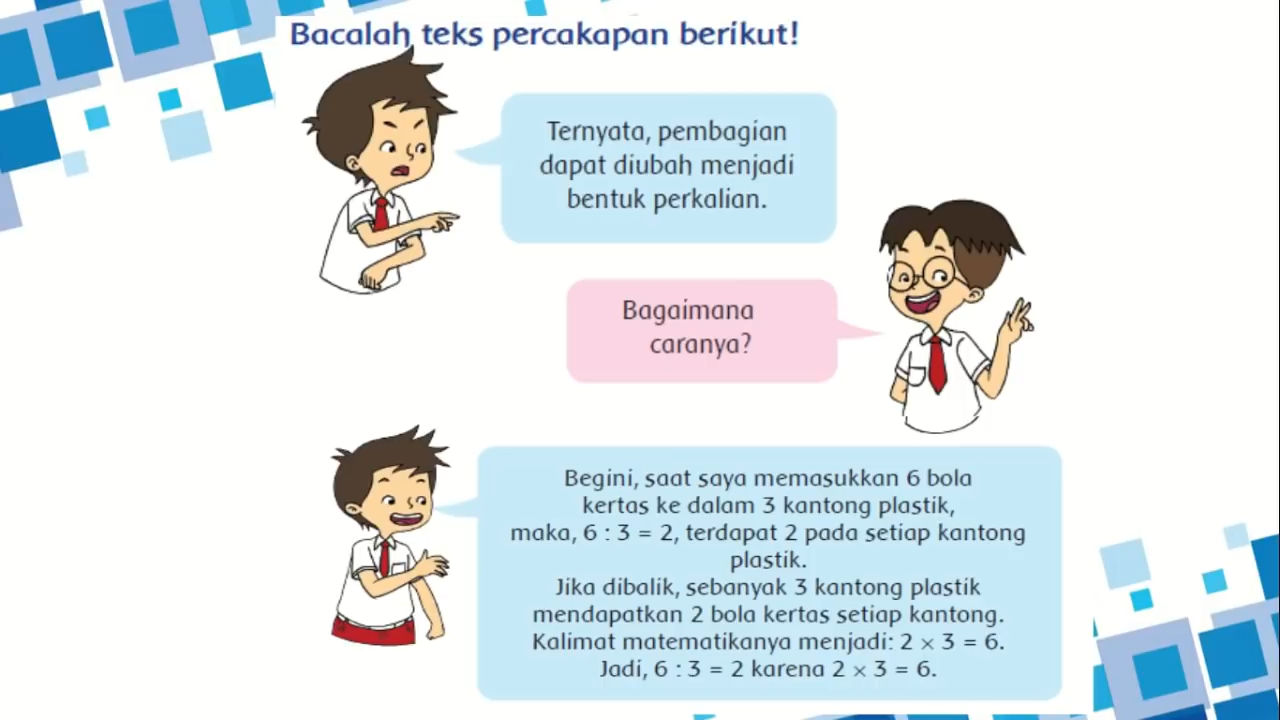 Bacalah teks percakapan berikut!
Ternyata, pembagian
dapat diubah menjadi
bentuk perkalian.
Bagaimana
caranya?
Begini, saat saya memasukkan 6 bola
kertas ke dalam 3 kantong plastik,
maka, 6 : 3 = 2, terdapat 2 pada setiap kantong
plastik.
Jika dibalik, sebanyak 3 kantong plastik
mendapatkan 2 bola kertas setiap kantong.
Kalimat matematikanya menjadi: 2 × 3 = 6.
Jadi, 6 : 3 = 2 karena 2 × 3 = 6.